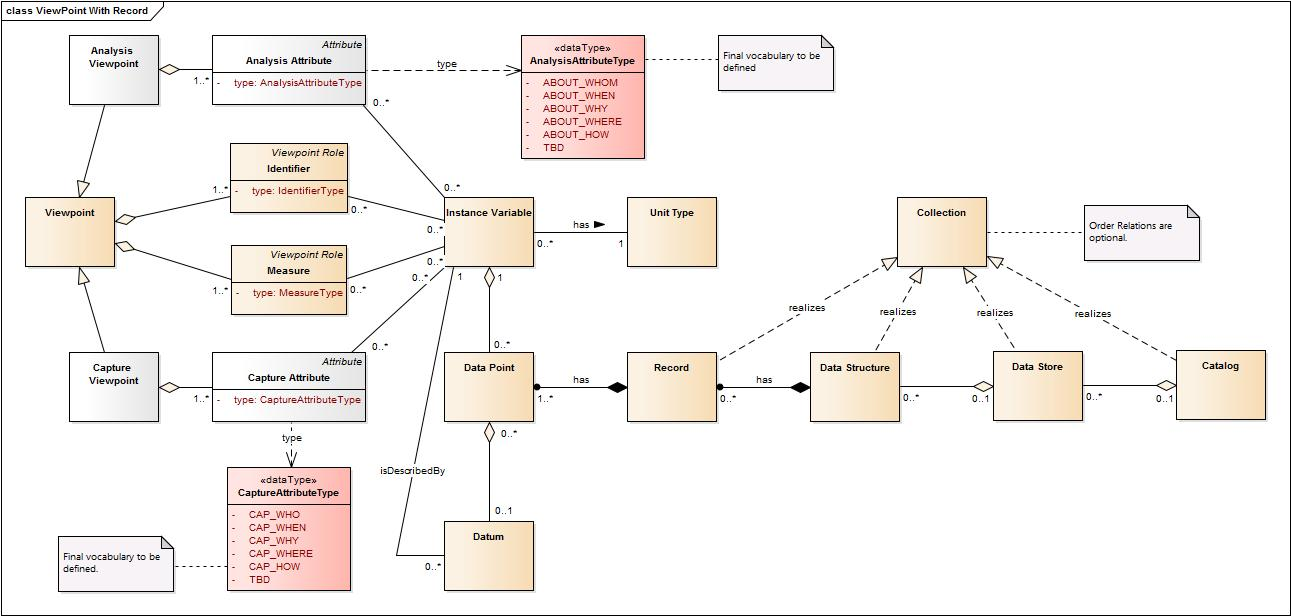 class ViewPoint With Record
Analysis
Viewpoint
1..*
Attribute
Analysis Attribute
- type: AnalysisAttributeType
0..*
type
«dataType»
AnalysisAttributeType
- ABOUT_WHOM
- ABOUT_WHEN
- ABOUT_WHY
- ABOUT_WHERE
- ABOUT_HOW
- TBD
Final vocabulary to be
defined
Viewpoint Role
Identifier
- type: IdentifierType
1..*
0..*
0..*
Viewpoint
Instance Variable
0..*
0..*
0..*
has
0..*
1
Unit Type
Collection
Order Relations are
optional.
Viewpoint Role
Measure
- type: MeasureType
1..*
0..*
1
1
realizes
realizes
realizes
realizes
Capture
Viewpoint
1..*
Attribute
Capture Attribute
- type: CaptureAttributeType
0..*
0..*
Data Point
has
1..*
Record
has
0..*
Data Structure
0..*
0..1
Data Store
0..*
0..1
Catalog
type
0..*
isDescribedBy
«dataType»
CaptureAttributeType
- CAP_WHO
- CAP_WHEN
- CAP_WHY
- CAP_WHERE
- CAP_HOW
- TBD
0..1
Datum
0..*
Final vocabulary to be
defined.